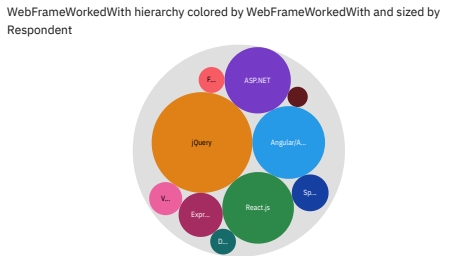 WebFrameWorkedWith hierarchy colored by WebFrameWorkedWith and sized by
Respondent
F...
ASP.NET
jQuery
Angular/A...
V...
Expr...
React.js
Sp...
D...